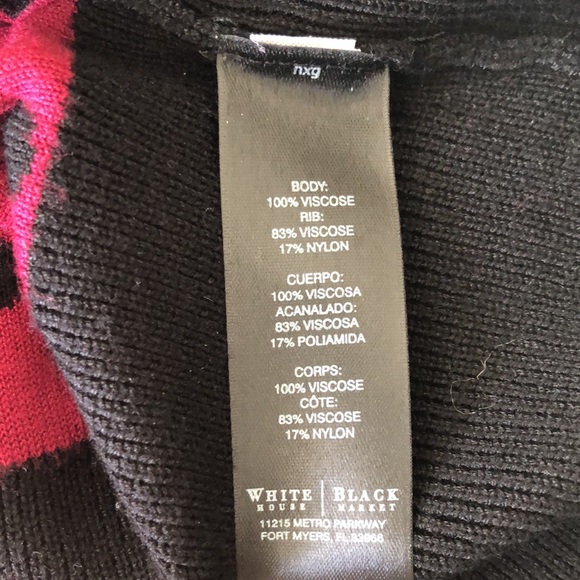 nxg
BODY:
100% VISCOSE
RIB:
83% VISCOSE
17% NYLON
CUERPO:
100% VISCOSA
ACANALADO:
83% VISCOSA
17% POLIAMIDA
CORPS:
100% VISCOSE
CÔTE:
83% VISCOSE
17% NYLON
WHITE | BLACK
HOUSE | MARKET
11215 METRO PARKWAY
FORT MYERS, FL 33966